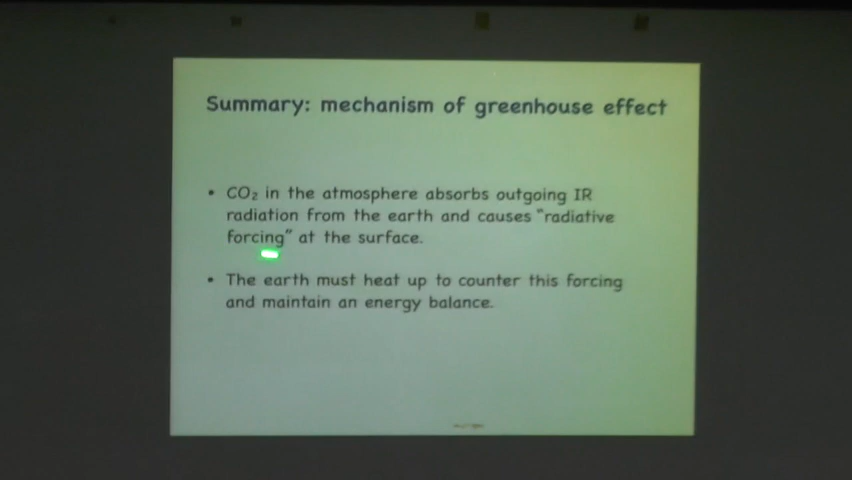 Summary: mechanism of greenhouse effect
• CO₂ in the atmosphere absorbs outgoing IR
radiation from the earth and causes "radiative
forcing" at the surface.
• The earth must heat up to counter this forcing
and maintain an energy balance.